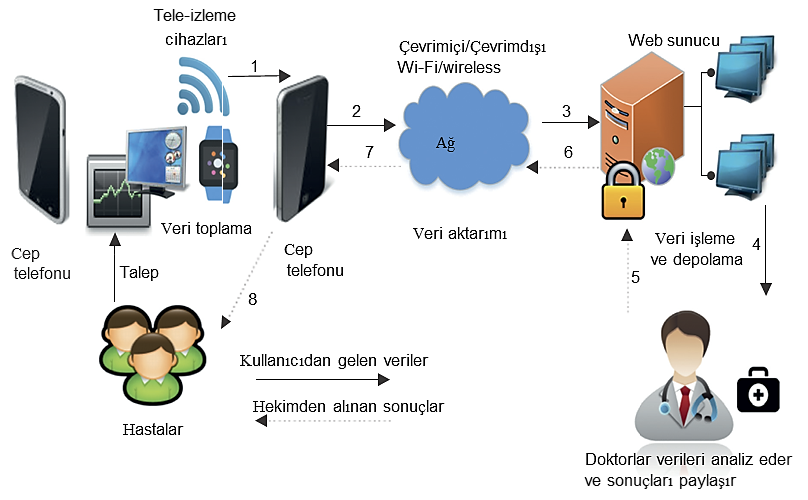 Tele-izleme
cihazları
1
Çevrimiçi/Çevrimdışı
Wi-Fi/wireless
Web sunucu
2
3
Ağ
7
6
Veri toplama
Veri aktarımı
Cep
telefonu
Talep
Cep
telefonu
8
Veri işleme
ve depolama
4
5
Kullanıcıdan gelen veriler
Hekimden alınan sonuçlar
Hastalar
Doktorlar verileri analiz eder
ve sonuçları paylaşır